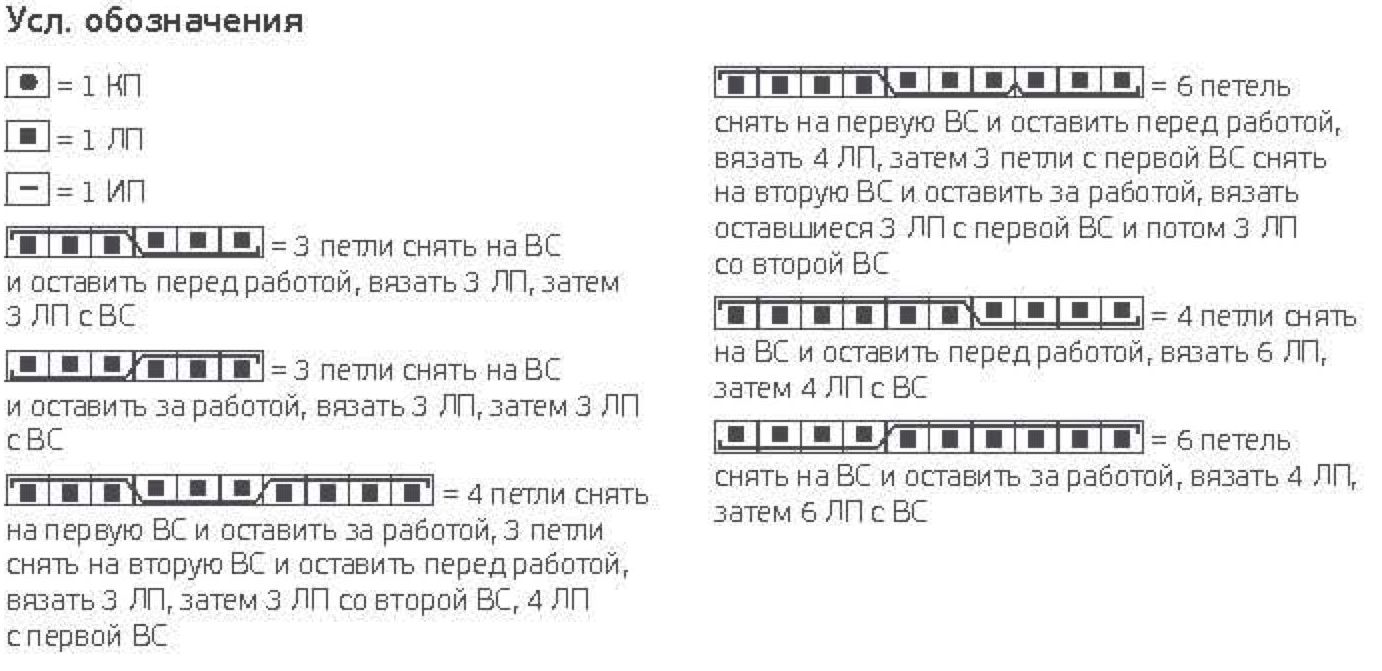 Усл. обозначения
= 1 КП
= 1 ЛП
= 1 ИП
= 3 петли снять на ВС
и оставить перед работой, вязать 3 ЛП, затем
3 ЛП с ВС
= 3 петли снять на ВС
и оставить за работой, вязать 3 ЛП, затем 3 ЛП
с ВС
= 4 петли снять
на первую ВС и оставить за работой, 3 петли
снять на вторую ВС и оставить перед работой,
вязать 3 ЛП, затем 3 ЛП со второй ВС, 4 ЛП
с первой ВС
= 6 петель
снять на первую ВС и оставить перед работой,
вязать 4 ЛП, затем 3 петли с первой ВС снять
на вторую ВС и оставить за работой, вязать
оставшиеся 3 ЛП с первой ВС и потом 3 ЛП
со второй ВС
= 4 петли снять
на ВС и оставить перед работой, вязать 6 ЛП,
затем 4 ЛП с ВС
= 6 петель
снять на ВС и оставить за работой, вязать 4 ЛП,
затем 6 ЛП с ВС